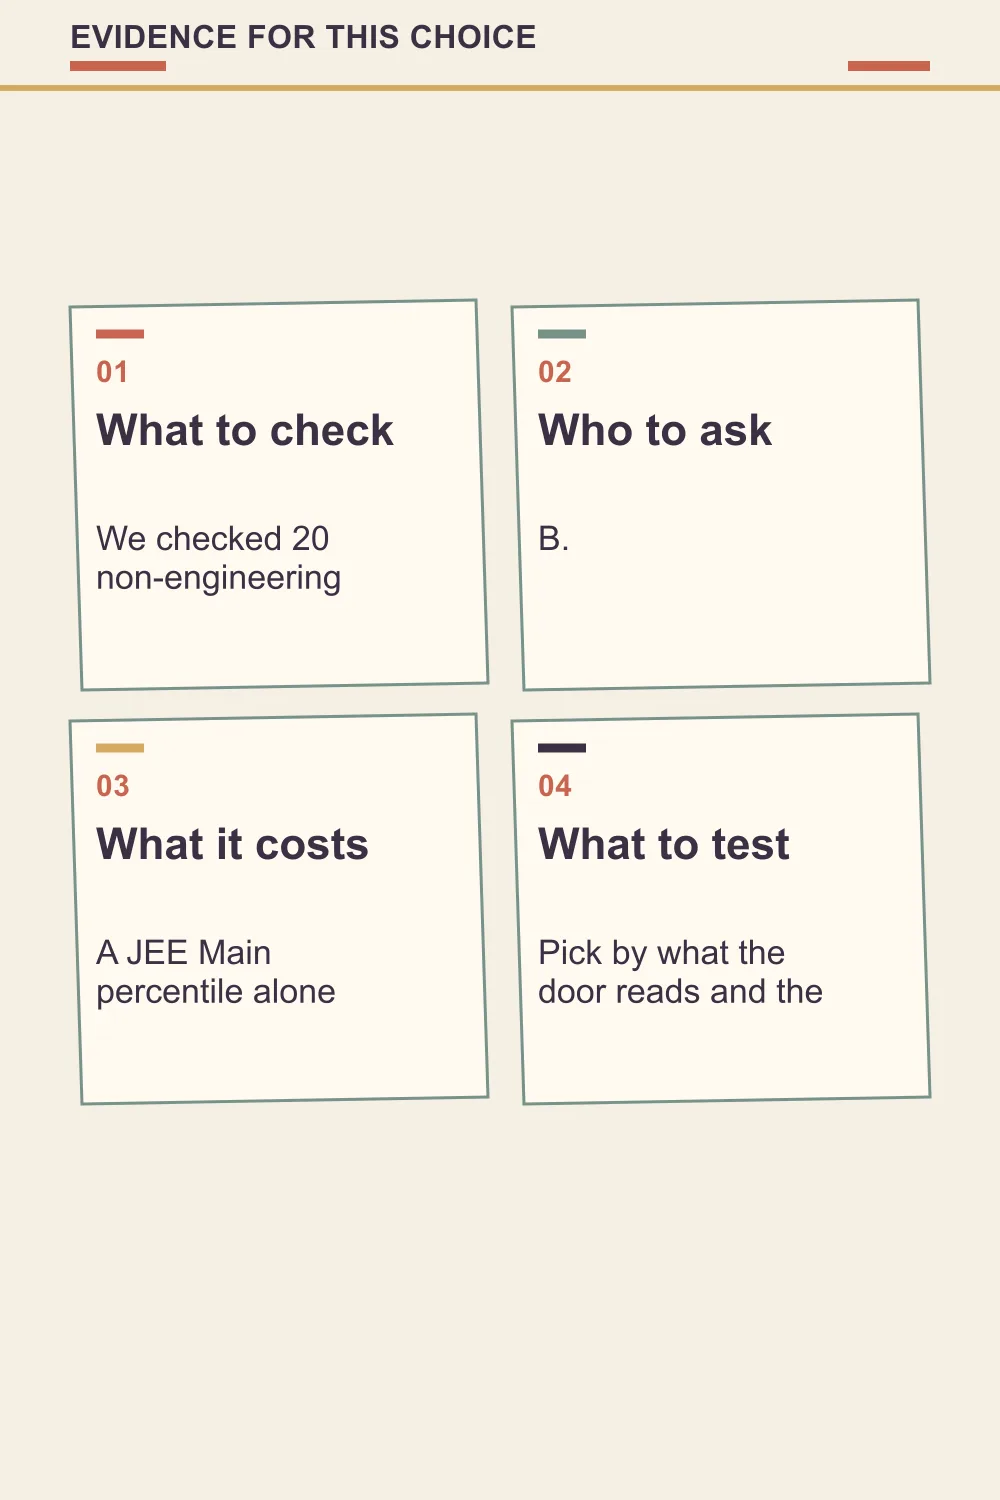 EVIDENCE FOR THIS CHOICE
01
What to check
We checked 20
non-engineering
02
Who to ask
B.
03
What it costs
A JEE Main
percentile alone
04
What to test
Pick by what the
door reads and the